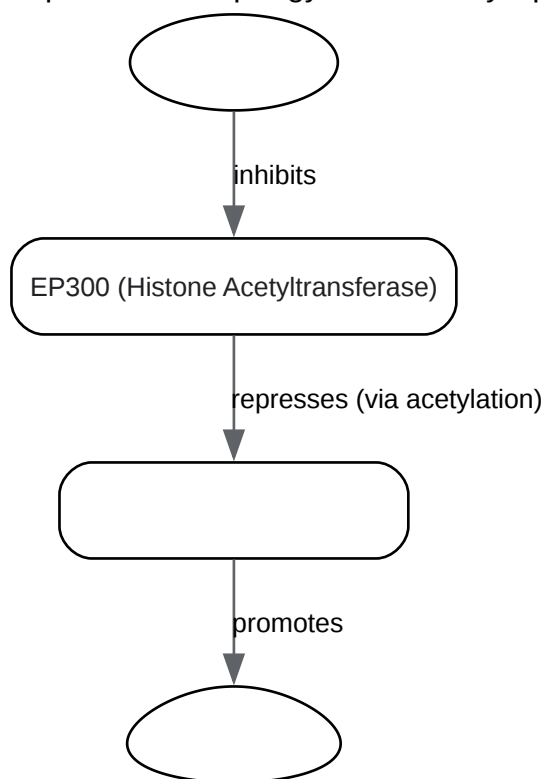 inhibits
EP300 (Histone Acetyltransferase)
represses (via acetylation)
promotes